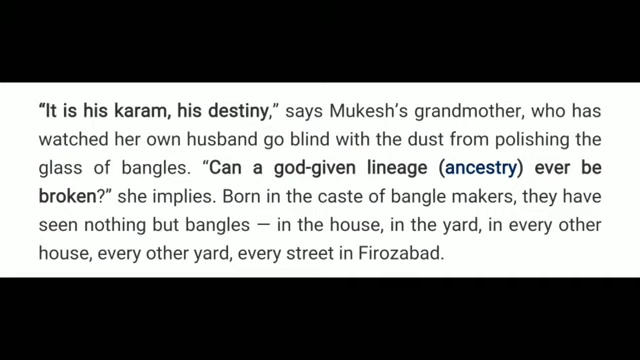 “It is his karam, his destiny,” says Mukesh’s grandmother, who has
watched her own husband go blind with the dust from polishing the
glass of bangles. “Can a god-given lineage (ancestry) ever be
broken?” she implies. Born in the caste of bangle makers, they have
seen nothing but bangles — in the house, in the yard, in every other
house, every other yard, every street in Firozabad.